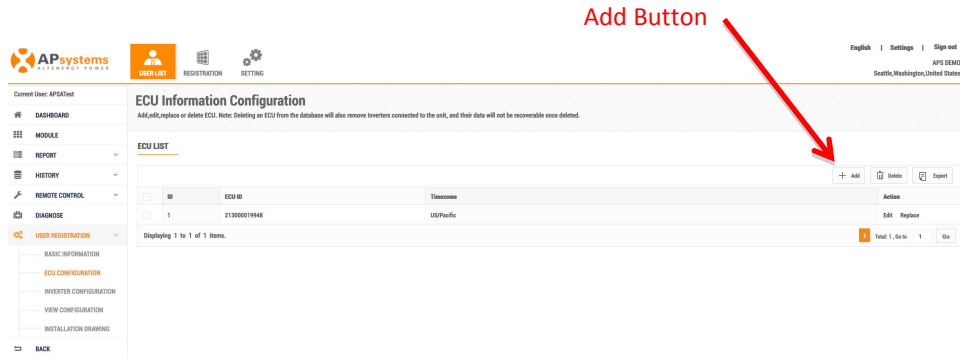 Add Button
APsystems
ALTENERGY POWER
USER LIST
REGISTRATION
SETTING
English | Settings | Sign out
APS DEMO
Seattle,Washington,United States
Current User: APSATest
DASHBOARD
MODULE
REPORT
HISTORY
REMOTE CONTROL
DIAGNOSE
USER REGISTRATION
BASIC INFORMATION
ECU CONFIGURATION
INVERTER CONFIGURATION
VIEW CONFIGURATION
INSTALLATION DRAWING
BACK
ECU Information Configuration
Add,edit,replace or delete ECU. Note: Deleting an ECU from the database will also remove Inverters connected to the unit, and their data will not be recoverable once deleted.
ECU LIST
Add Delete Export
ID ECU ID Timezone Action
1 213000019948 US/Pacific Edit Replace
Displaying 1 to 1 of 1 items. 1 Total: 1 , Go to 1 Go